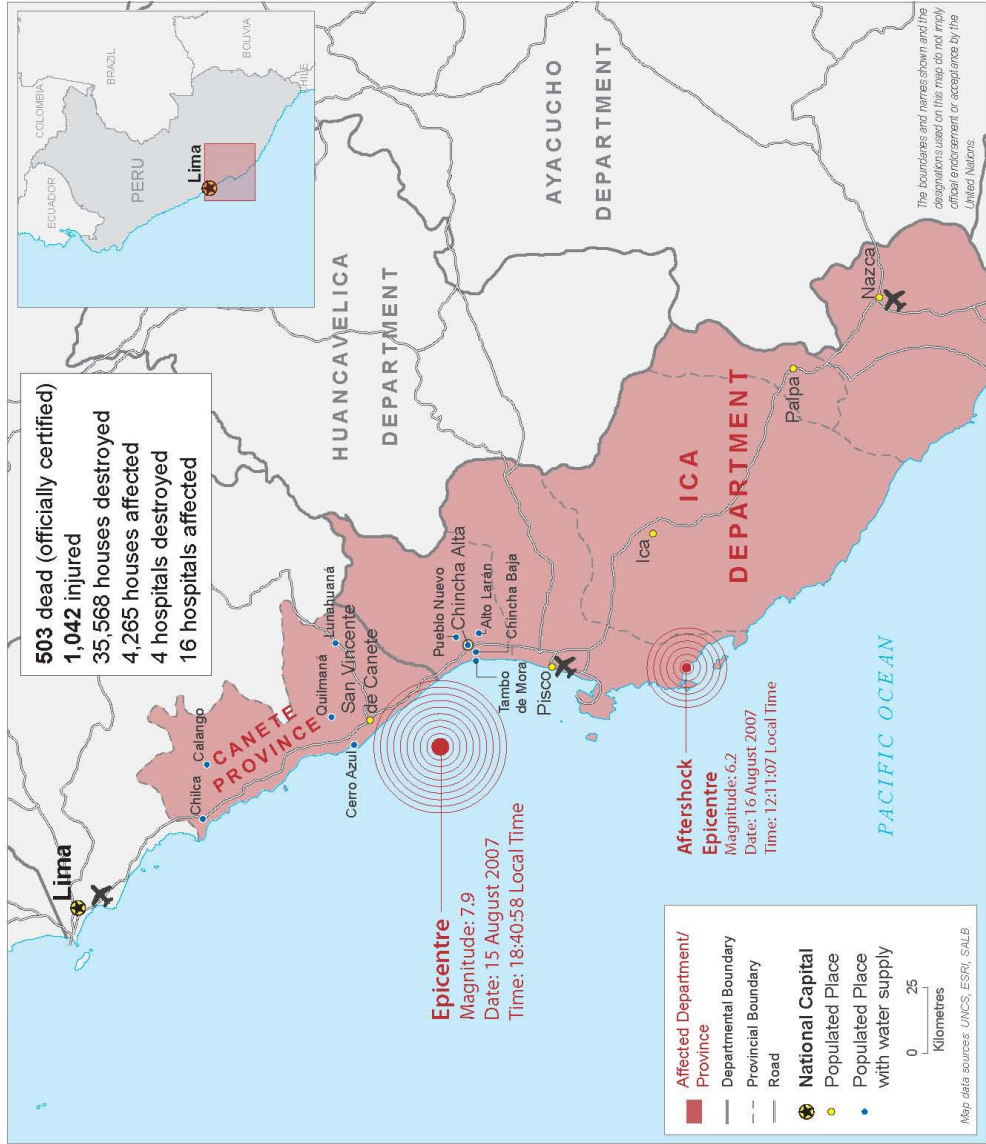 503 dead (officially certified)
1,042 injured
35,568 houses destroyed
4,265 houses affected
4 hospitals destroyed
16 hospitals affected
COLOMBIA
ECUADOR
BRAZIL
PERU
Lima
BOLIVIA
CHILE
Lima
Chilca
Calango
CANETE
PROVINCE
Quilmaná
Lunahuaná
San Vincente
de Canete
Cerro Azul
HUANCAVELICA
DEPARTMENT
AYACUCHO
DEPARTMENT
Pueblo Nuevo
Chincha Alta
Alto Larán
Chincha Baja
Tambo
de Mora
Pisco
Epicentre
Magnitude: 7.9
Date: 15 August 2007
Time: 18:40:58 Local Time
ICA
DEPARTMENT
Ica
Palpa
Nazca
Aftershock
Epicentre
Magnitude: 6.2
Date: 16 August 2007
Time: 12:11:07 Local Time
PACIFIC OCEAN
Affected Department/
Province
Departmental Boundary
Provincial Boundary
Road
National Capital
Populated Place
Populated Place
with water supply
0 25
Kilometres
Map data sources: UNCS, ESRI, SALB
The boundaries and names shown and the
designations used on this map do not imply
official endorsement or acceptance by the
United Nations.